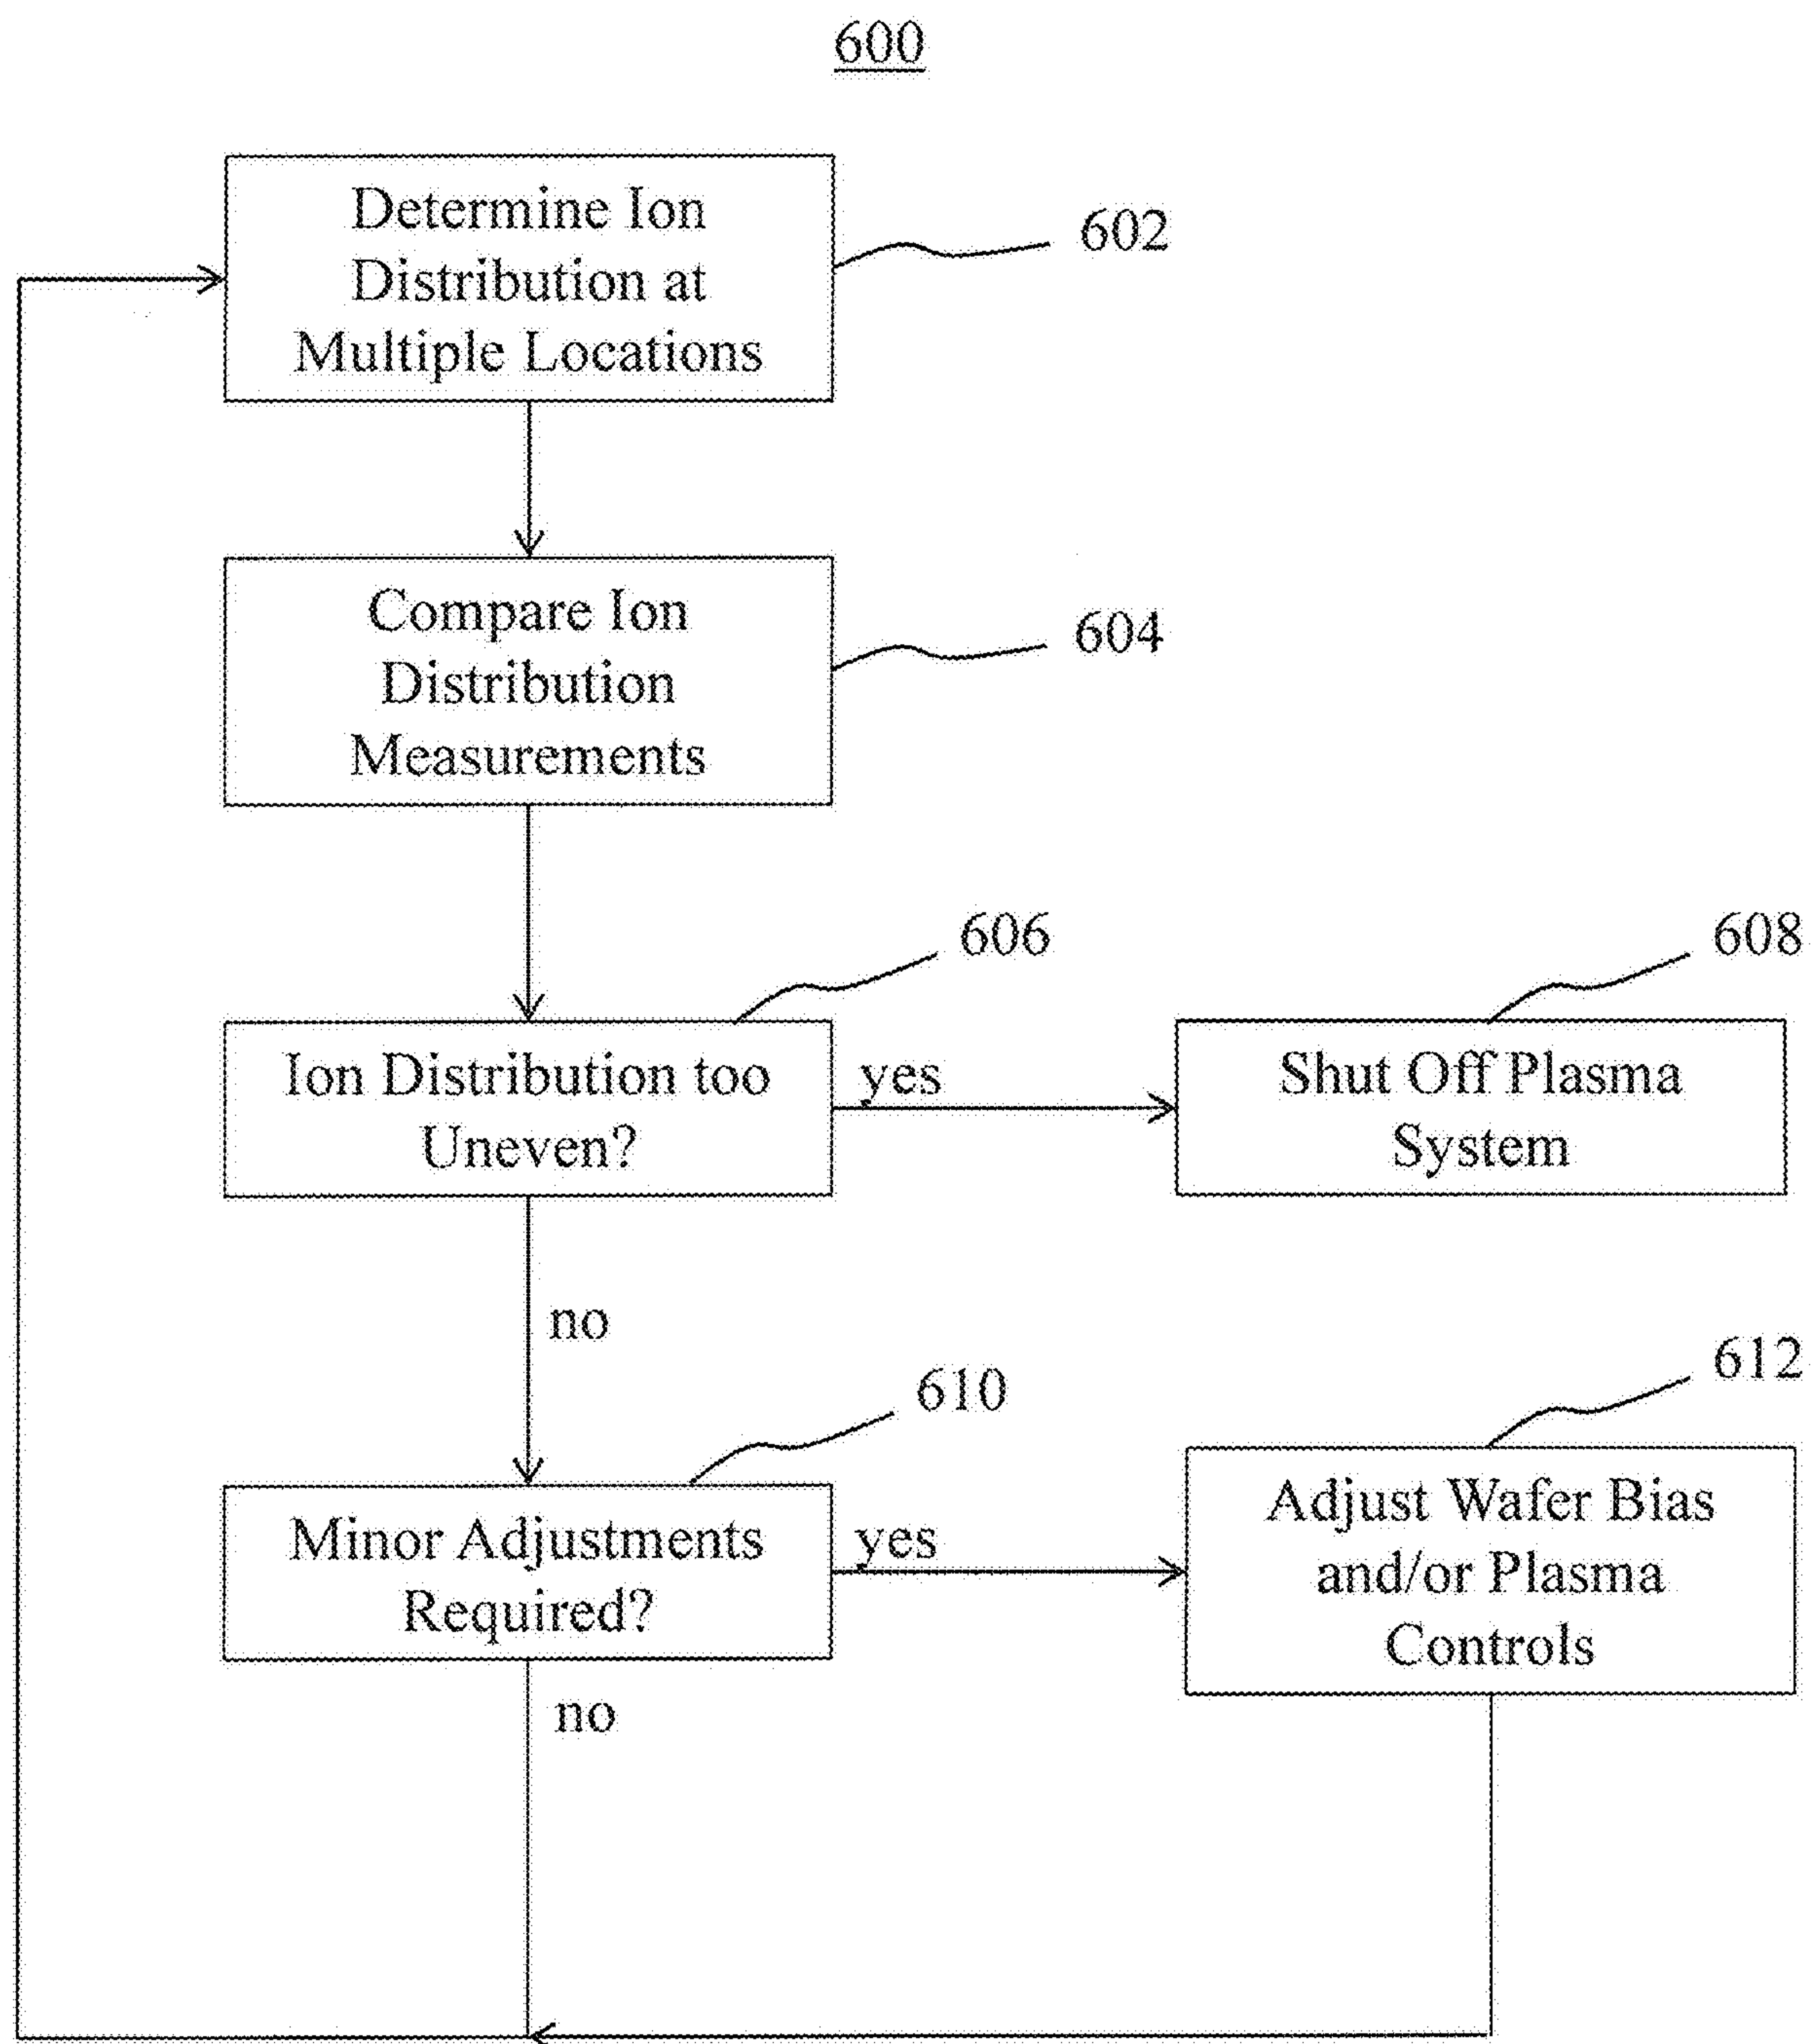 600
Determine Ion
Distribution at
Multiple Locations
602
Compare Ion
Distribution
Measurements
604
606
608
Ion Distribution too
Uneven?
yes
Shut Off Plasma
System
no
610
612
Minor Adjustments
Required?
yes
Adjust Wafer Bias
and/or Plasma
Controls
no